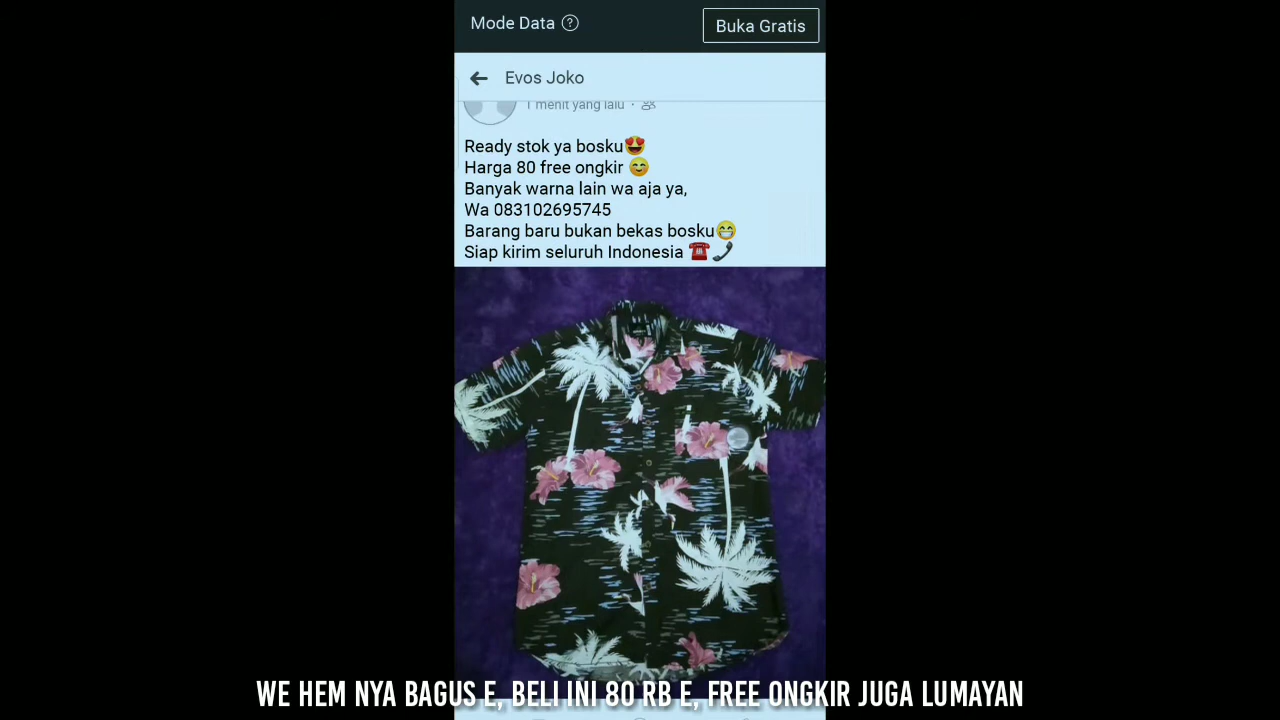 Mode Data ?
Buka Gratis
Evos Joko
1 menit yang lalu ·
Ready stok ya bosku😍
Harga 80 free ongkir ☺️
Banyak warna lain wa aja ya,
Wa 083102695745
Barang baru bukan bekas bosku😁
Siap kirim seluruh Indonesia ☎️📞
WE HEM NYA BAGUS E, BELI INI 80 RB E, FREE ONGKIR JUGA LUMAYAN